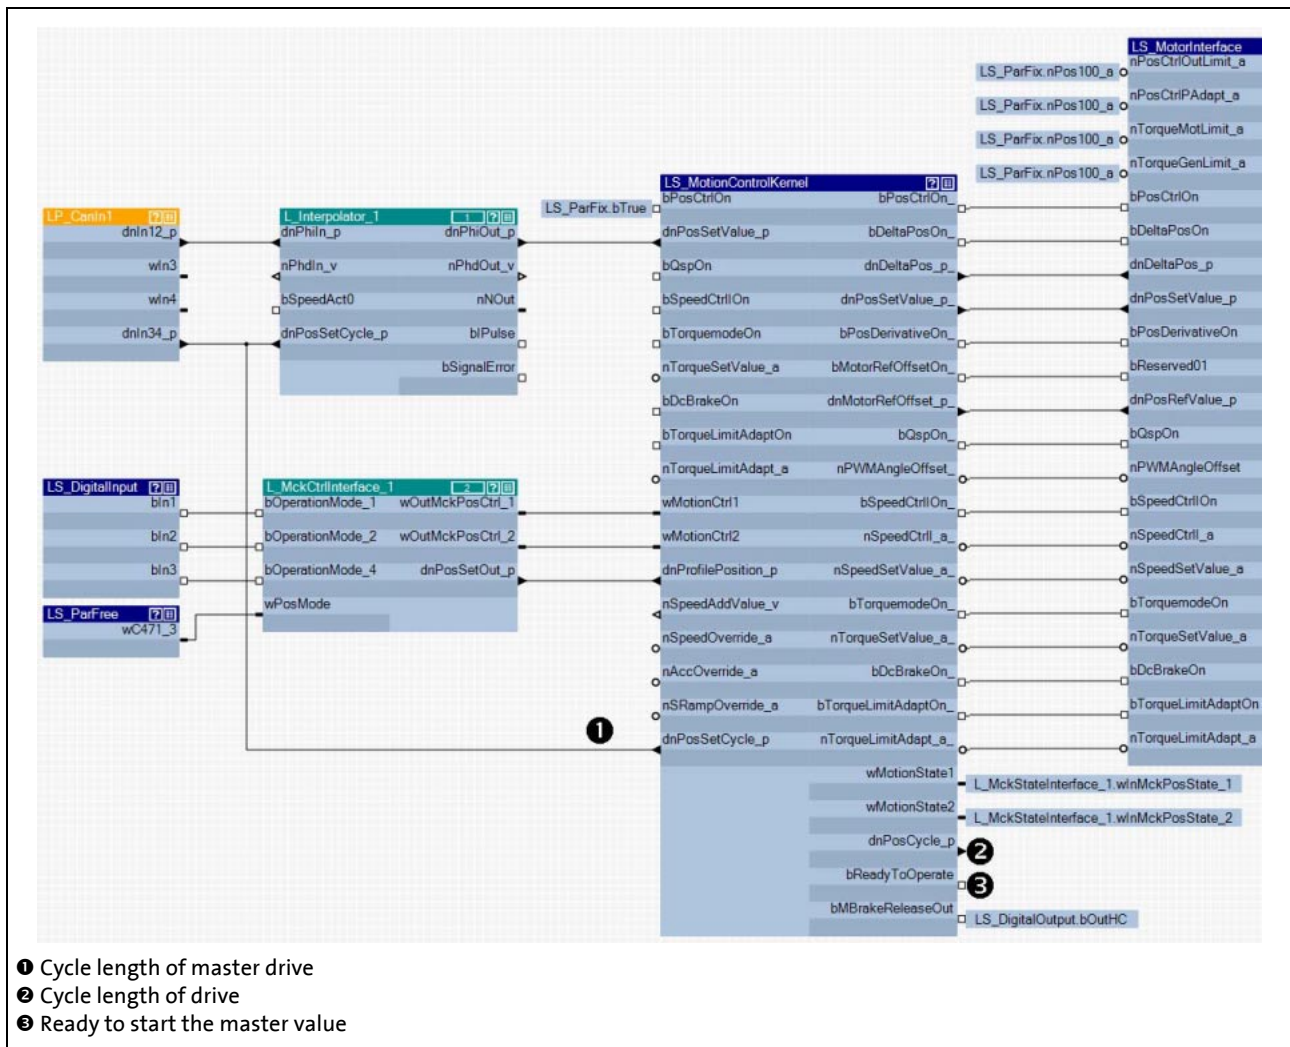 LS_MotorInterface
nPosCtrlOutLimit_a
LS_ParFix.nPos100_a
nPosCtrlPAdapt_a
LS_ParFix.nPos100_a
nTorqueMotLimit_a
LS_ParFix.nPos100_a
nTorqueGenLimit_a
LS_ParFix.nPos100_a
bPosCtrlOn
bDeltaPosOn
dnDeltaPos_p
dnPosSetValue_p
bPosDerivativeOn
bReserved01
dnPosRefValue_p
bQspOn
nPWMAngleOffset
bSpeedCtrlIOn
nSpeedCtrlI_a
nSpeedSetValue_a
bTorquemodeOn
nTorqueSetValue_a
bDcBrakeOn
bTorqueLimitAdaptOn
nTorqueLimitAdapt_a
LS_MotionControlKernel
LS_ParFix.bTrue
bPosCtrlOn bPosCtrlOn_
dnPosSetValue_p bDeltaPosOn_
bQspOn dnDeltaPos_p_
bSpeedCtrlIOn dnPosSetValue_p_
bTorquemodeOn bPosDerivativeOn_
nTorqueSetValue_a bMotorRefOffsetOn_
bDcBrakeOn dnMotorRefOffset_p_
bTorqueLimitAdaptOn bQspOn_
nTorqueLimitAdapt_a nPWMAngleOffset_
wMotionCtrl1 bSpeedCtrlIOn_
wMotionCtrl2 nSpeedCtrlI_a_
dnProfilePosition_p nSpeedSetValue_a_
nSpeedAddValue_v bTorquemodeOn_
nSpeedOverride_a nTorqueSetValue_a_
nAccOverride_a bDcBrakeOn_
nSRampOverride_a bTorqueLimitAdaptOn_
dnPosSetCycle_p nTorqueLimitAdapt_a_
wMotionState1
L_MckStateInterface_1.wInMckPosState_1
wMotionState2
L_MckStateInterface_1.wInMckPosState_2
dnPosCycle_p
❷
bReadyToOperate
❸
bMBrakeReleaseOut
LS_DigitalOutput.bOutHC
LP_CanIn1
dnIn12_p
wIn3
wIn4
dnIn34_p
L_Interpolator_1 1
dnPhiIn_p dnPhiOut_p
nPhdIn_v nPhdOut_v
bSpeedAct0 nNOut
dnPosSetCycle_p bIPulse
bSignalError
LS_DigitalInput
bIn1
bIn2
bIn3
L_MckCtrlInterface_1 2
bOperationMode_1 wOutMckPosCtrl_1
bOperationMode_2 wOutMckPosCtrl_2
bOperationMode_4 dnPosSetOut_p
wPosMode
LS_ParFree
wC471_3
❶
❶ Cycle length of master drive
❷ Cycle length of drive
❸ Ready to start the master value